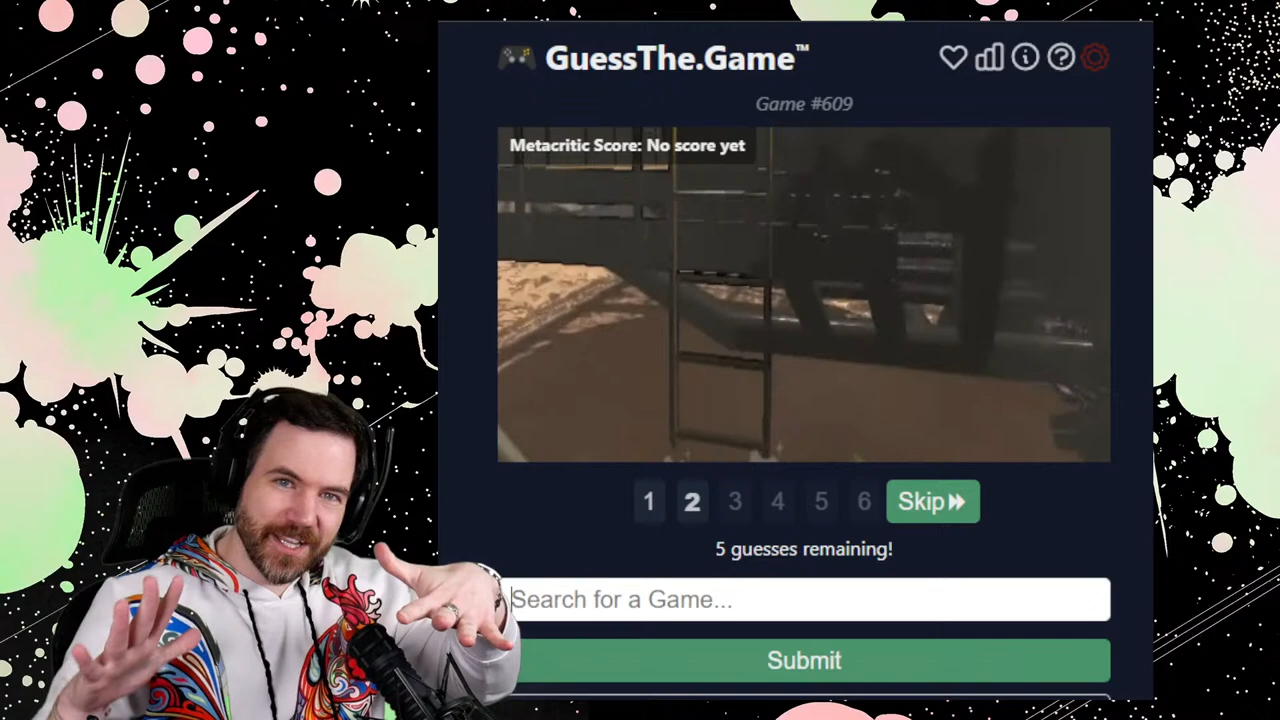 GuessThe.Game™
Game #609
Metacritic Score: No score yet
1 2 3 4 5 6 Skip
5 guesses remaining!
Search for a Game...
Submit